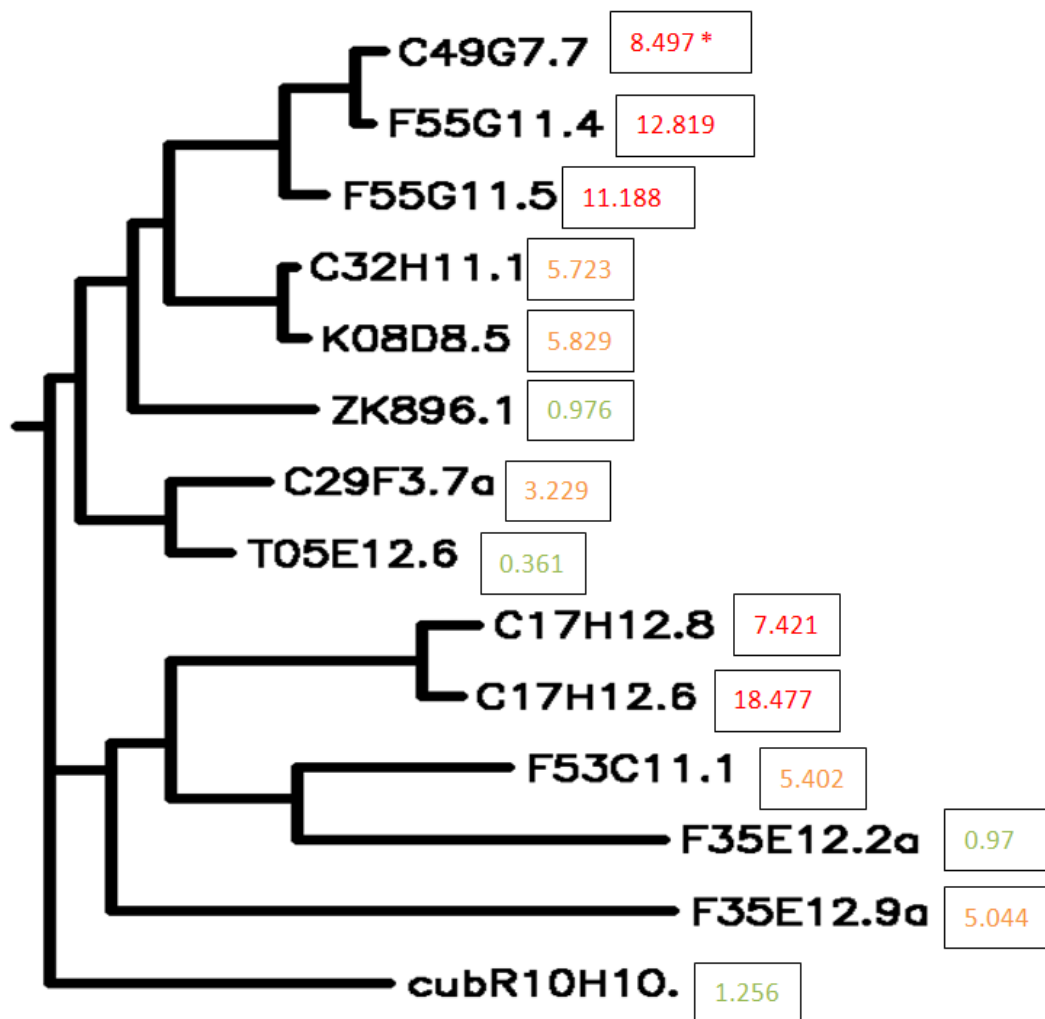 C49G7.7 8.497 *
F55G11.4 12.819
F55G11.5 11.188
C32H11.1 5.723
K08D8.5 5.829
ZK896.1 0.976
C29F3.7a 3.229
T05E12.6 0.361
C17H12.8 7.421
C17H12.6 18.477
F53C11.1 5.402
F35E12.2a 0.97
F35E12.9a 5.044
cubR10H10. 1.256